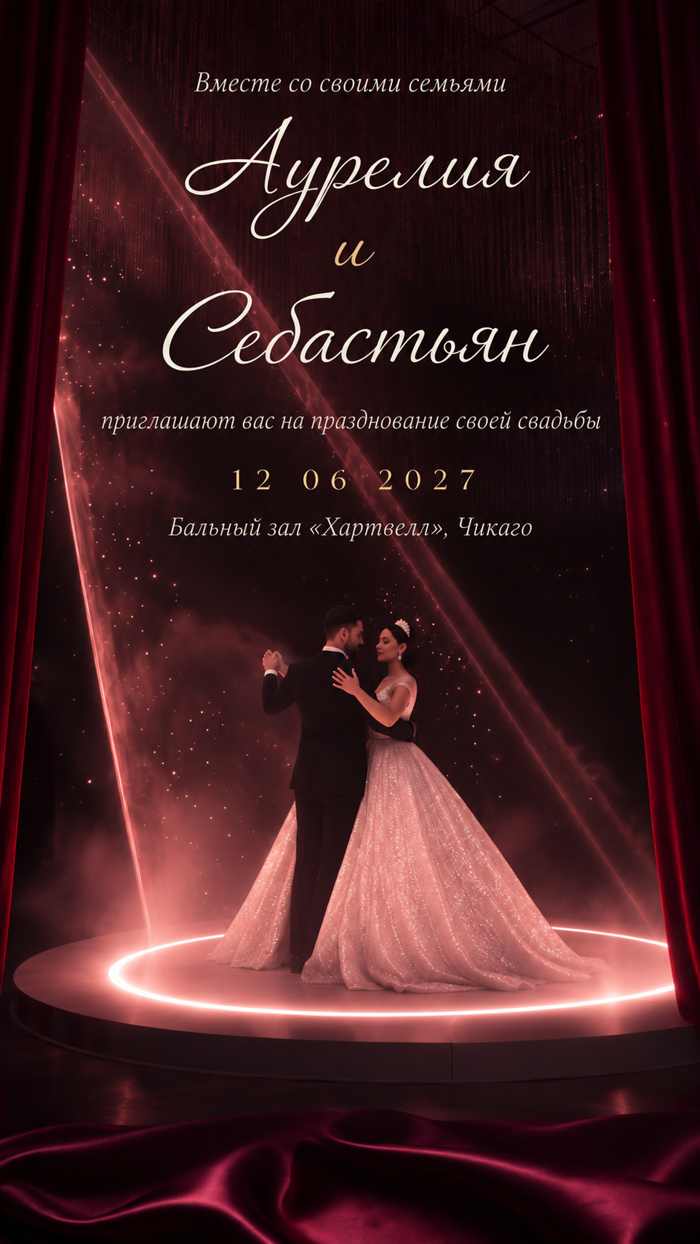 Вместе со своими семьями
Аурелия
и
Себастьян
приглашают вас на празднование своей свадьбы
12 06 2027
Бальный зал «Хартвелл», Чикаго